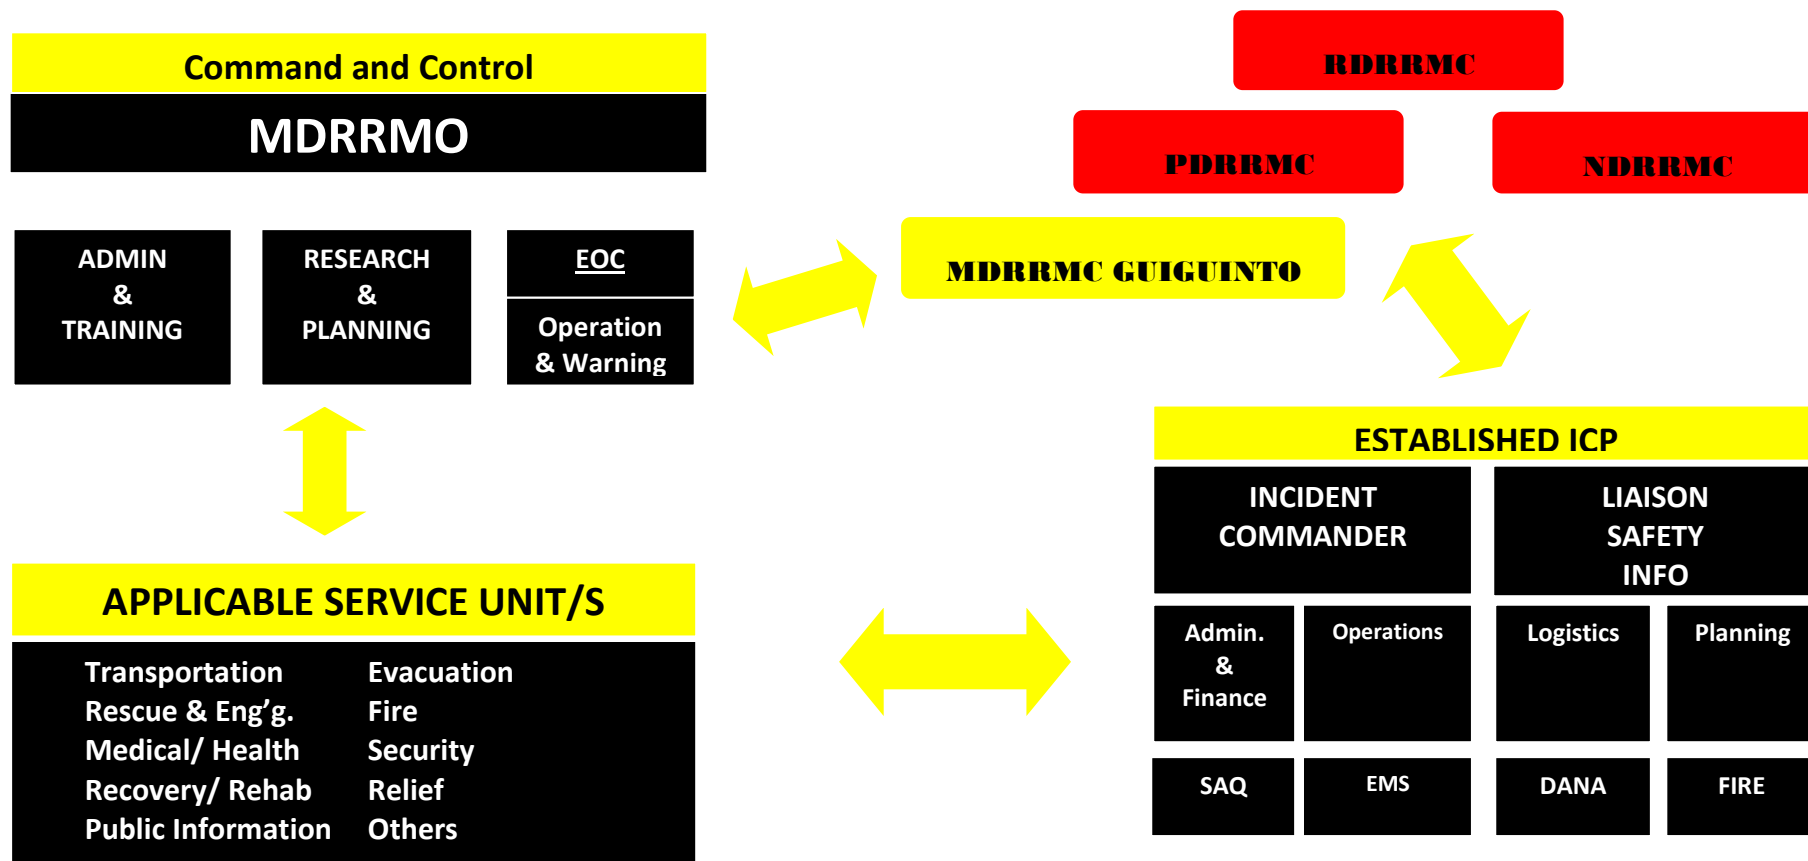 Command and Control
MDRRMO
ADMIN
&
TRAINING
RESEARCH
&
PLANNING
EOC
Operation
& Warning
RDRRMC
PDRRMC
NDRRMC
MDRRMC GUIGUINTO
APPLICABLE SERVICE UNIT/S
Transportation
Rescue & Eng’g.
Medical/ Health
Recovery/ Rehab
Public Information
Evacuation
Fire
Security
Relief
Others
ESTABLISHED ICP
INCIDENT
COMMANDER
LIAISON
SAFETY
INFO
Admin.
&
Finance
Operations
Logistics
Planning
SAQ
EMS
DANA
FIRE